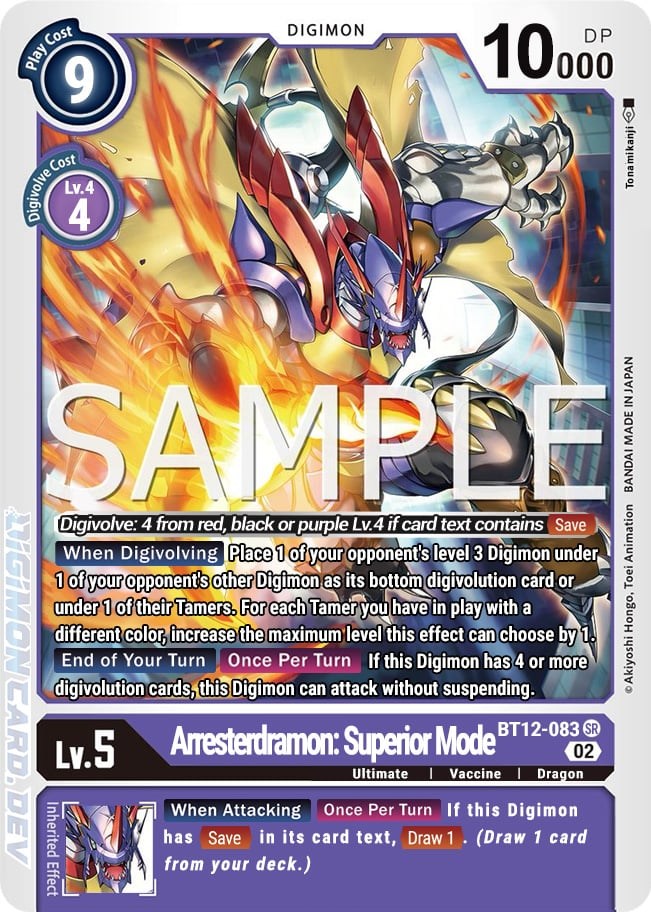 Play Cost
9
DIGIMON
10000
DP
Digivolve Cost
Lv.4
4
Tonamikanji
SAMPLE
Digivolve: 4 from red, black or purple Lv.4 if card text contains Save
When Digivolving Place 1 of your opponent's level 3 Digimon under
1 of your opponent's other Digimon as its bottom digivolution card or
under 1 of their Tamers. For each Tamer you have in play with a
different color, increase the maximum level this effect can choose by 1.
End of Your Turn Once Per Turn If this Digimon has 4 or more
digivolution cards, this Digimon can attack without suspending.
© Akiyoshi Hongo, Toei Animation BANDAI MADE IN JAPAN
DIGIMONCARD.DEV
Lv.5
Arresterdramon: Superior Mode
BT12-083 SR
02
Ultimate | Vaccine | Dragon
Inherited Effect
When Attacking Once Per Turn If this Digimon
has Save in its card text, Draw 1. (Draw 1 card
from your deck.)